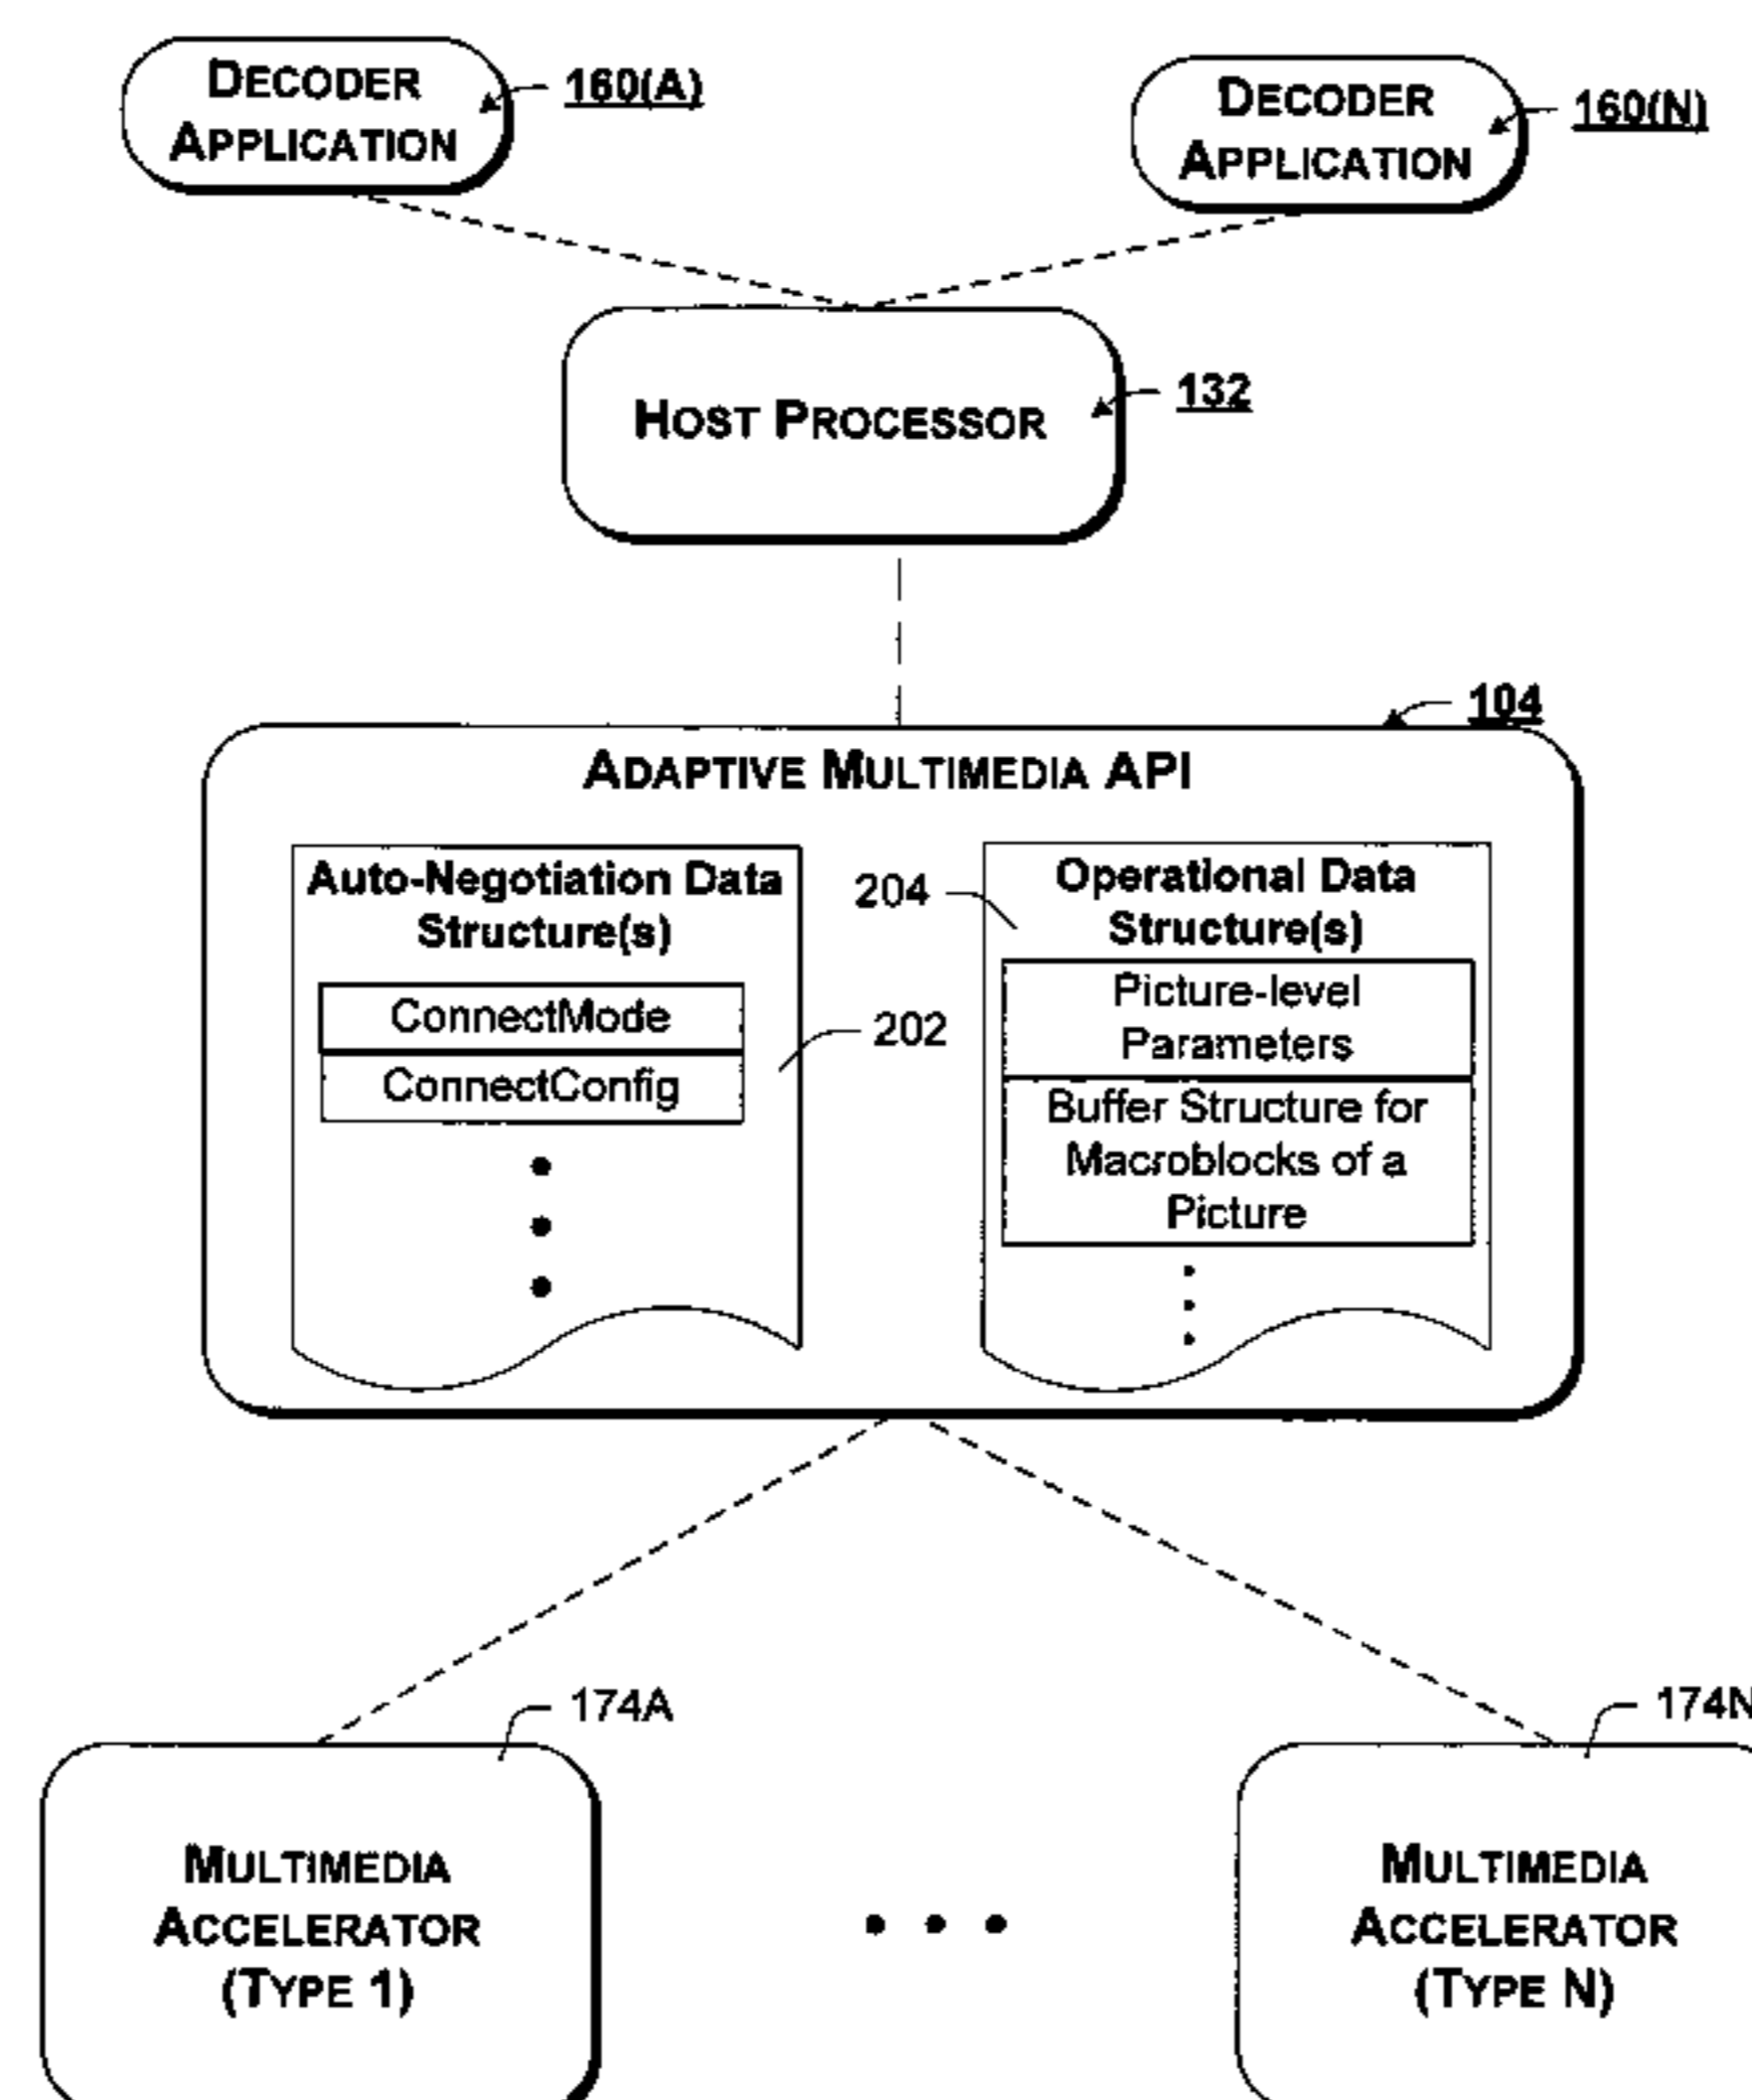 DECODER
APPLICATION
160(A)
DECODER
APPLICATION
160(N)
HOST PROCESSOR
132
104
ADAPTIVE MULTIMEDIA API
Auto-Negotiation Data
Structure(s)
ConnectMode
ConnectConfig
202
204
Operational Data
Structure(s)
Picture-level
Parameters
Buffer Structure for
Macroblocks of a
Picture
174A
MULTIMEDIA
ACCELERATOR
(TYPE 1)
174N
MULTIMEDIA
ACCELERATOR
(TYPE N)